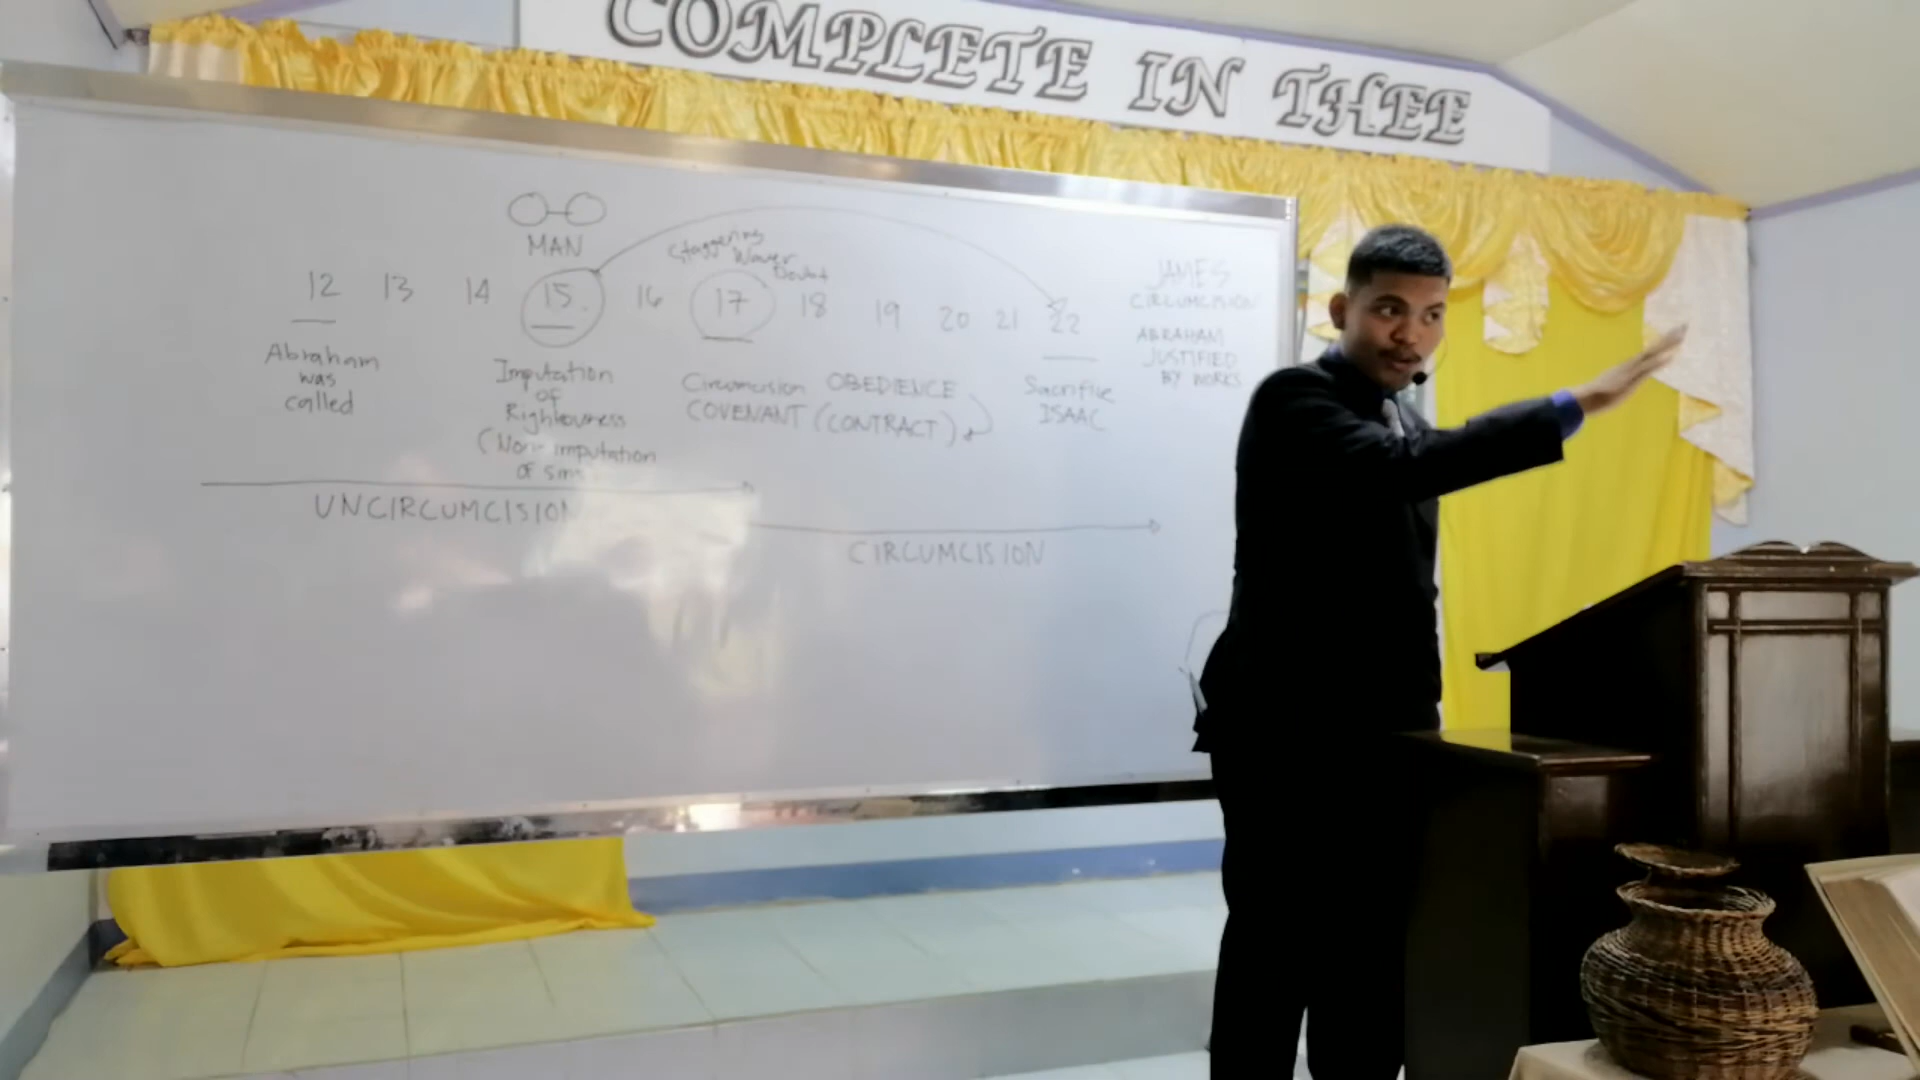 COMPLETE IN THEE
MAN
Staggering
Waver
Doubt
12 13 14 15 16 17 18 19 20 21 22
Abraham
was
called
Imputation
of
Righteousness
(Non-imputation
of sins
Circumcision OBEDIENCE
COVENANT (CONTRACT)
Sacrifice
ISAAC
JAMES
CIRCUMCISION
ABRAHAM
JUSTIFIED
BY WORKS
UNCIRCUMCISION
CIRCUMCISION